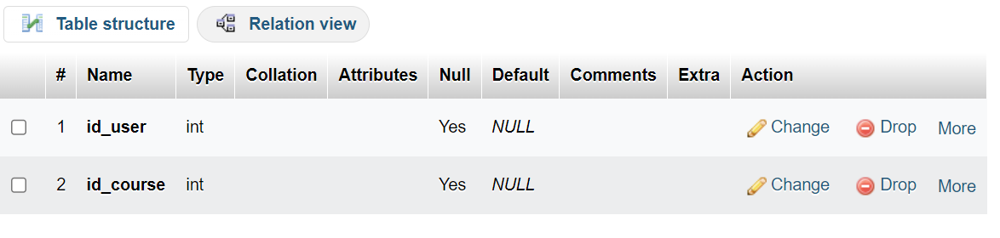 Table structure Relation view
# Name Type Collation Attributes Null Default Comments Extra Action
1 id_user int Yes NULL Change Drop More
2 id_course int Yes NULL Change Drop More